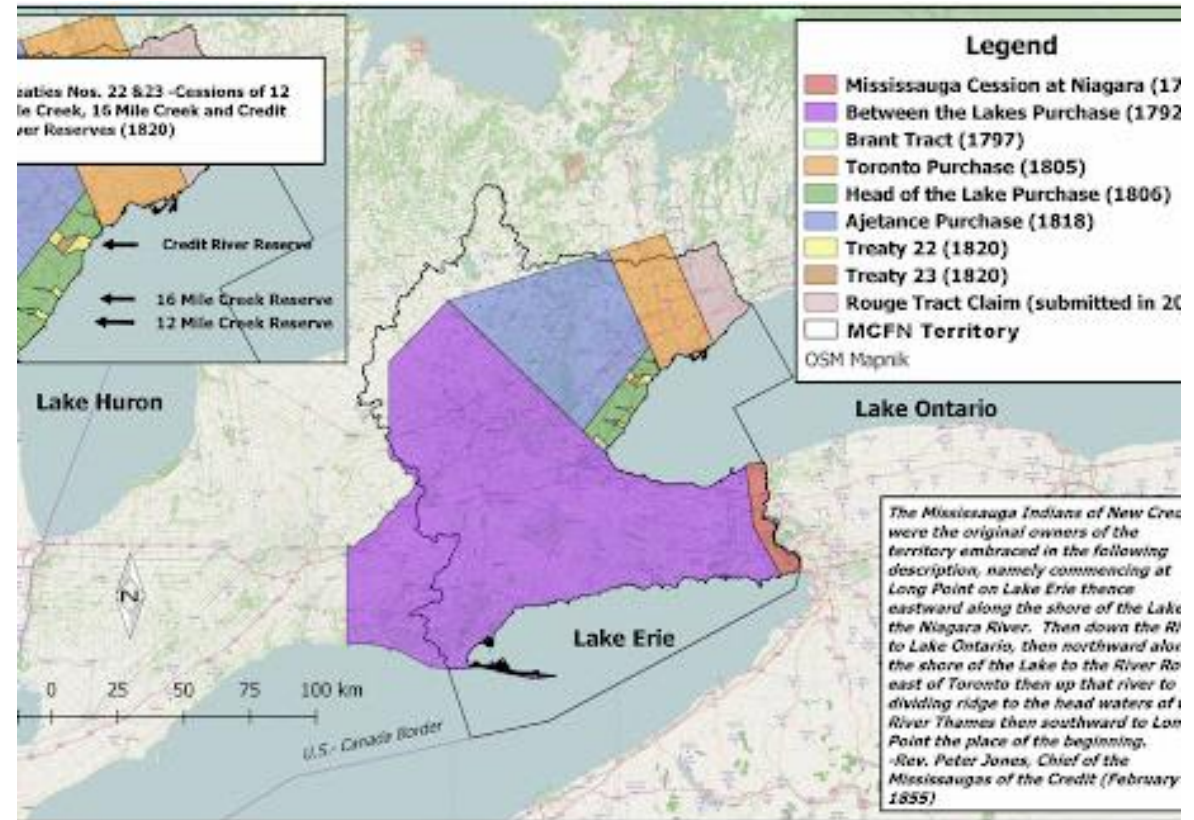 eaties Nos. 22 &23 -Cessions of 12
le Creek, 16 Mile Creek and Credit
ver Reserves (1820)
Credit River Reserve
16 Mile Creek Reserve
12 Mile Creek Reserve
Legend
Mississauga Cession at Niagara (17
Between the Lakes Purchase (1792
Brant Tract (1797)
Toronto Purchase (1805)
Head of the Lake Purchase (1806)
Ajetance Purchase (1818)
Treaty 22 (1820)
Treaty 23 (1820)
Rouge Tract Claim (submitted in 20
MCFN Territory
OSM Mapnik
Lake Huron
Lake Ontario
Lake Erie
N
0 25 50 75 100 km
U.S.- Canada Border
The Mississauga Indians of New Cre
were the original owners of the
territory embraced in the following
description, namely commencing at
Long Point on Lake Erie thence
eastward along the shore of the Lake
the Niagara River. Then down the Ri
to Lake Ontario, then northward alon
the shore of the Lake to the River Ro
east of Toronto then up that river to
dividing ridge to the head waters of
River Thames then southward to Lon
Point the place of the beginning.
-Rev. Peter Jones, Chief of the
Mississaugas of the Credit (February
1855)